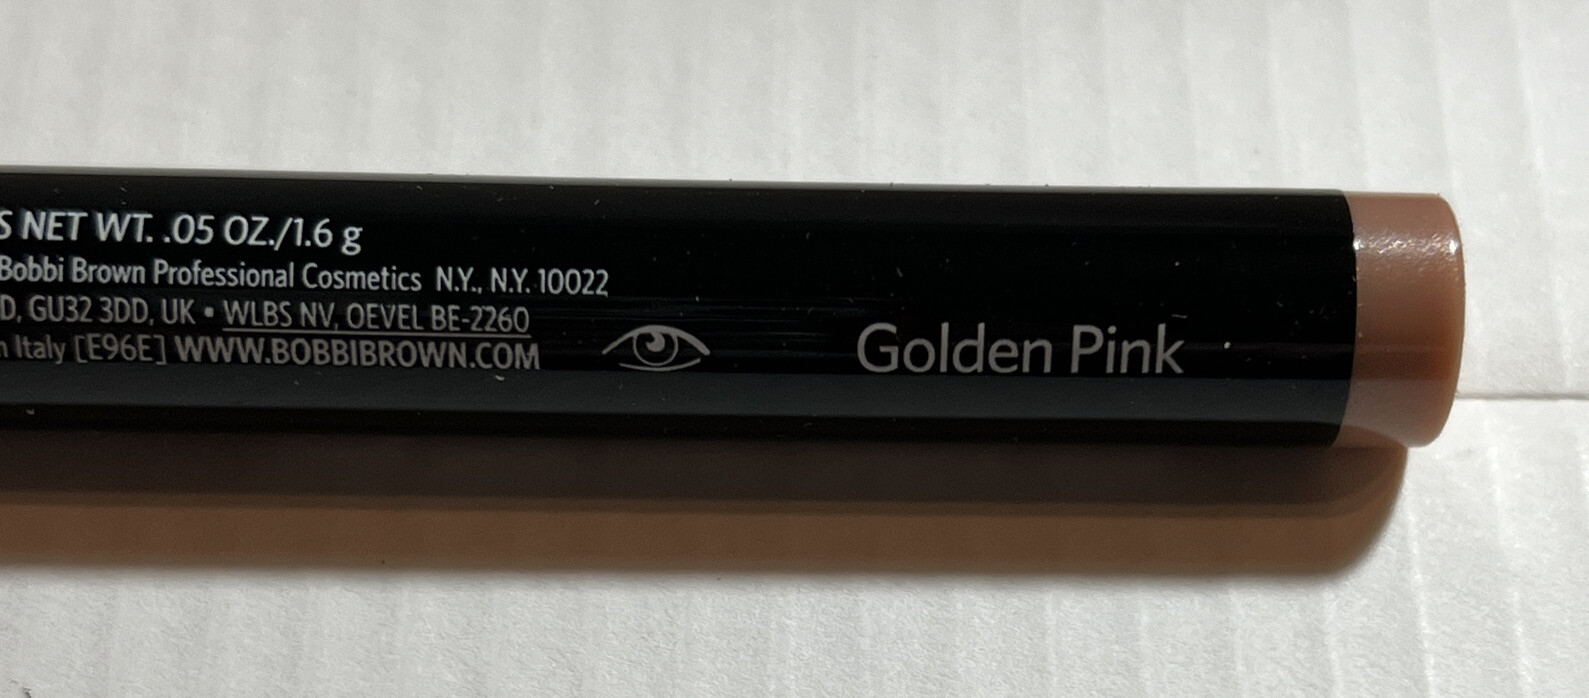 S NET WT. .05 OZ./1.6 g
Bobbi Brown Professional Cosmetics N.Y., N.Y. 10022
D, GU32 3DD, UK • WLBS NV, OEVEL BE-2260
n Italy [E96E] WWW.BOBBIBROWN.COM
Golden Pink